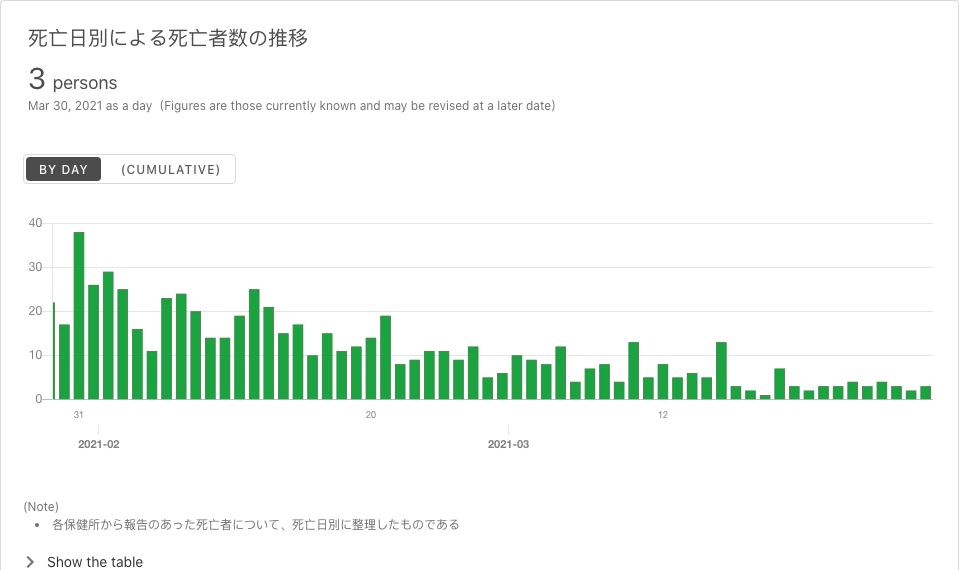 死亡日別による死亡者数の推移
3 persons
Mar 30, 2021 as a day（Figures are those currently known and may be revised at a later date）
BY DAY (CUMULATIVE)
40
30
20
10
0
31 20 12
2021-02 2021-03
(Note)
• 各保健所から報告のあった死亡者について、死亡日別に整理したものである
Show the table